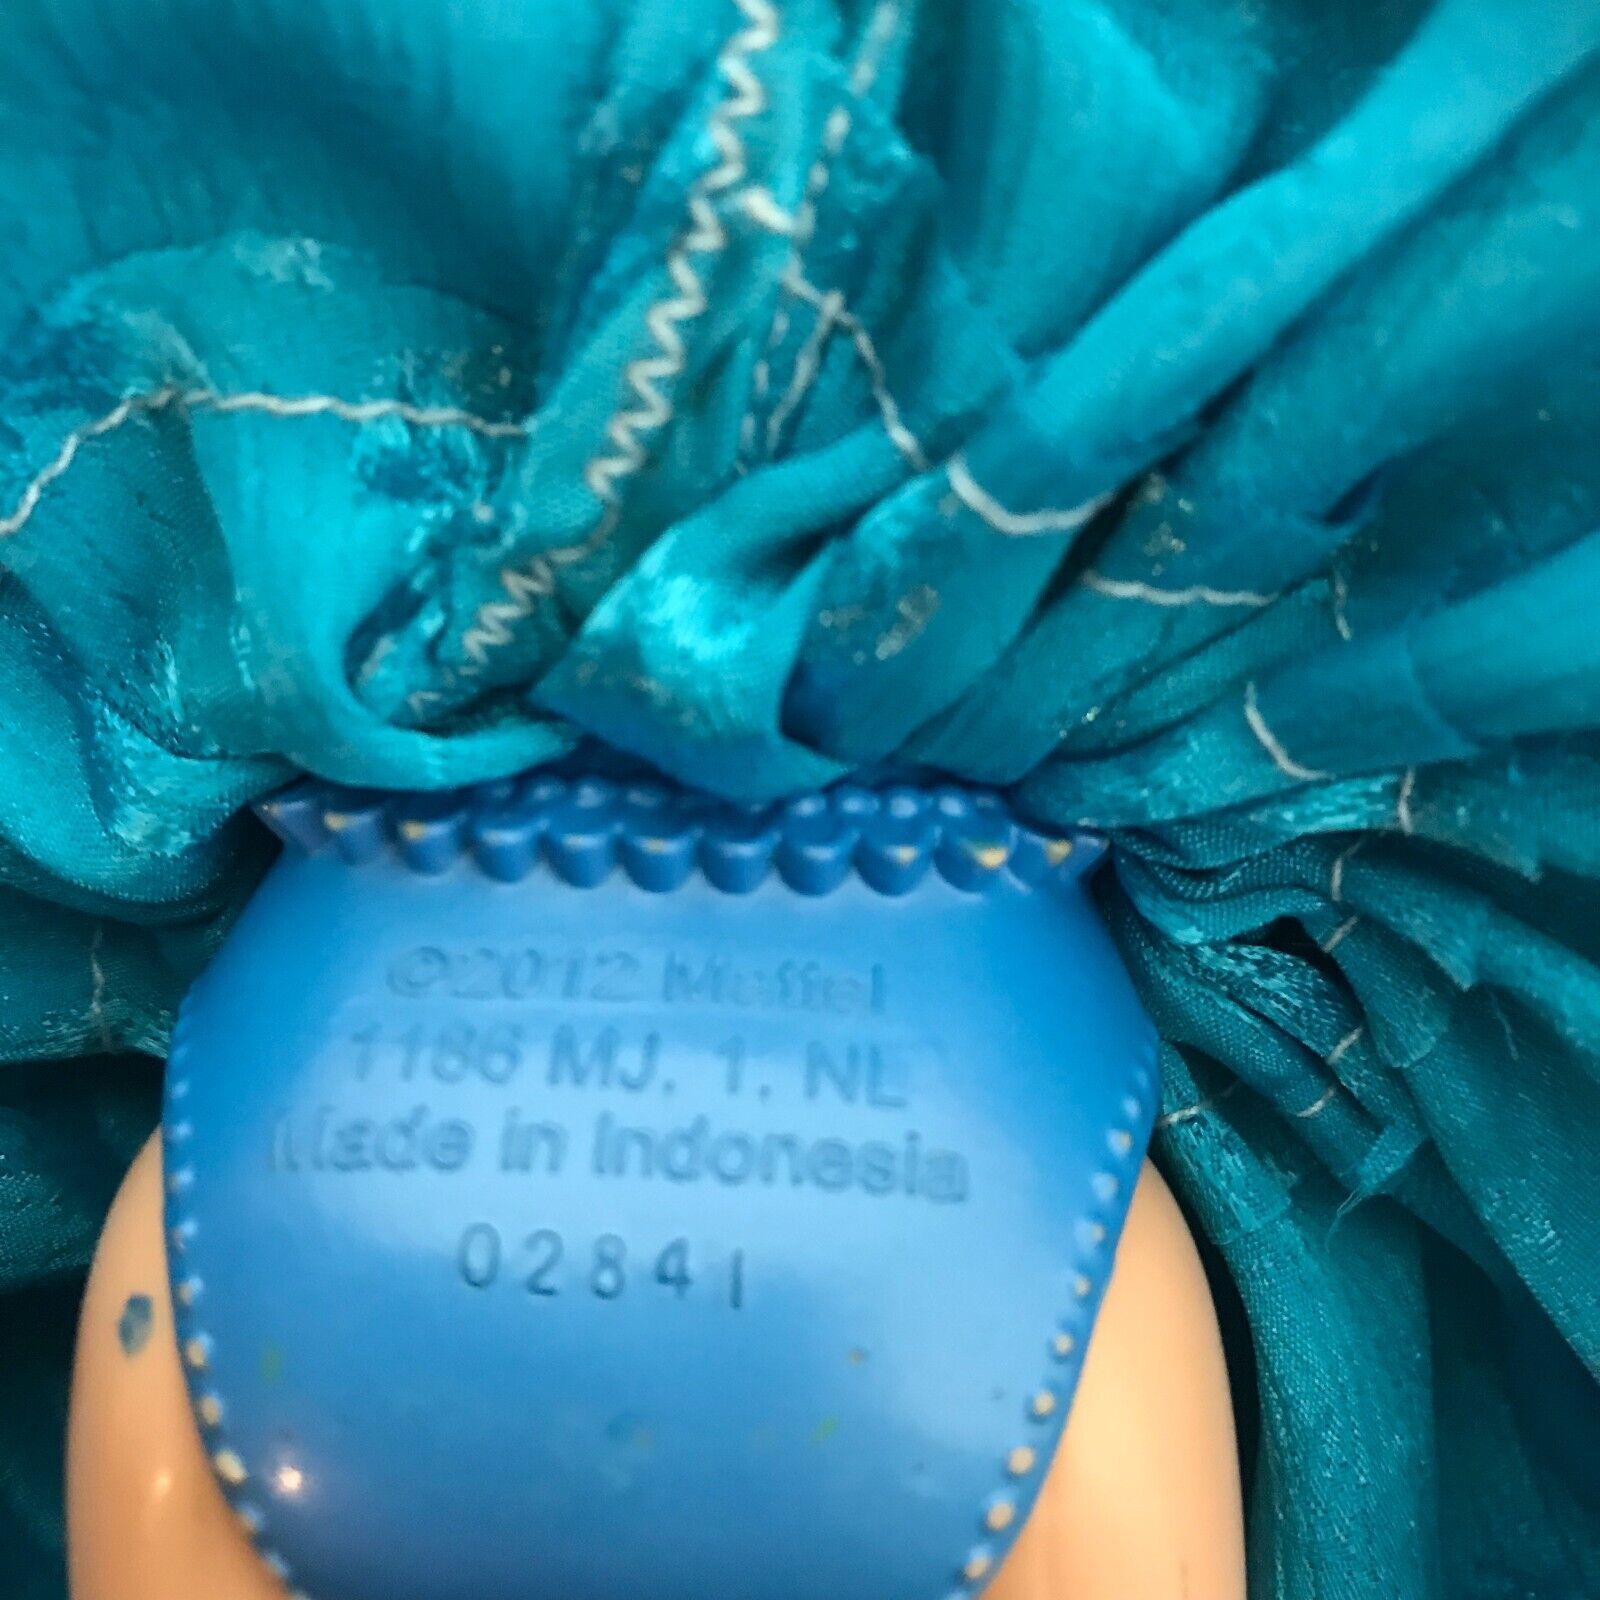 ©2012 Mattel
1186 MJ. 1. NL
Made in Indonesia
02841